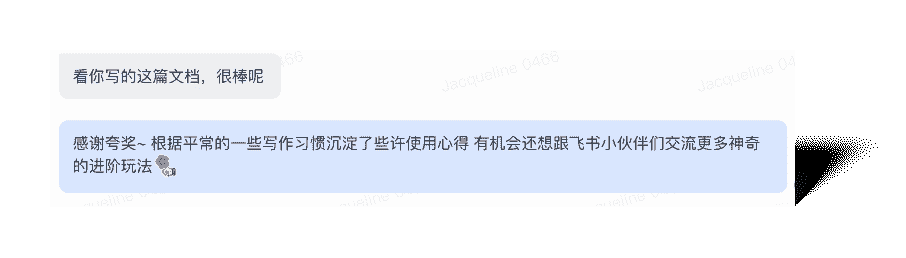 看你写的这篇文档，很棒呢
Jacqueline 0466
感谢夸奖~ 根据平常的一些写作习惯沉淀了些许使用心得 有机会还想跟飞书小伙伴们交流更多神奇
的进阶玩法